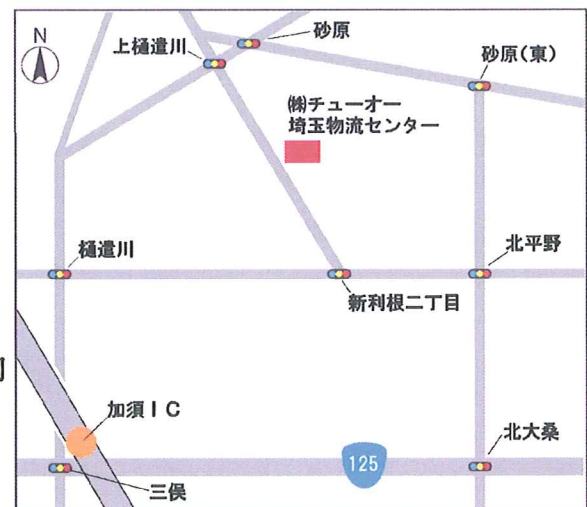 N
砂原
上樋遣川
砂原(東)
㈱チューオー
埼玉物流センター
樋遣川
北平野
新利根二丁目
加須IC
125
北大桑
三俣